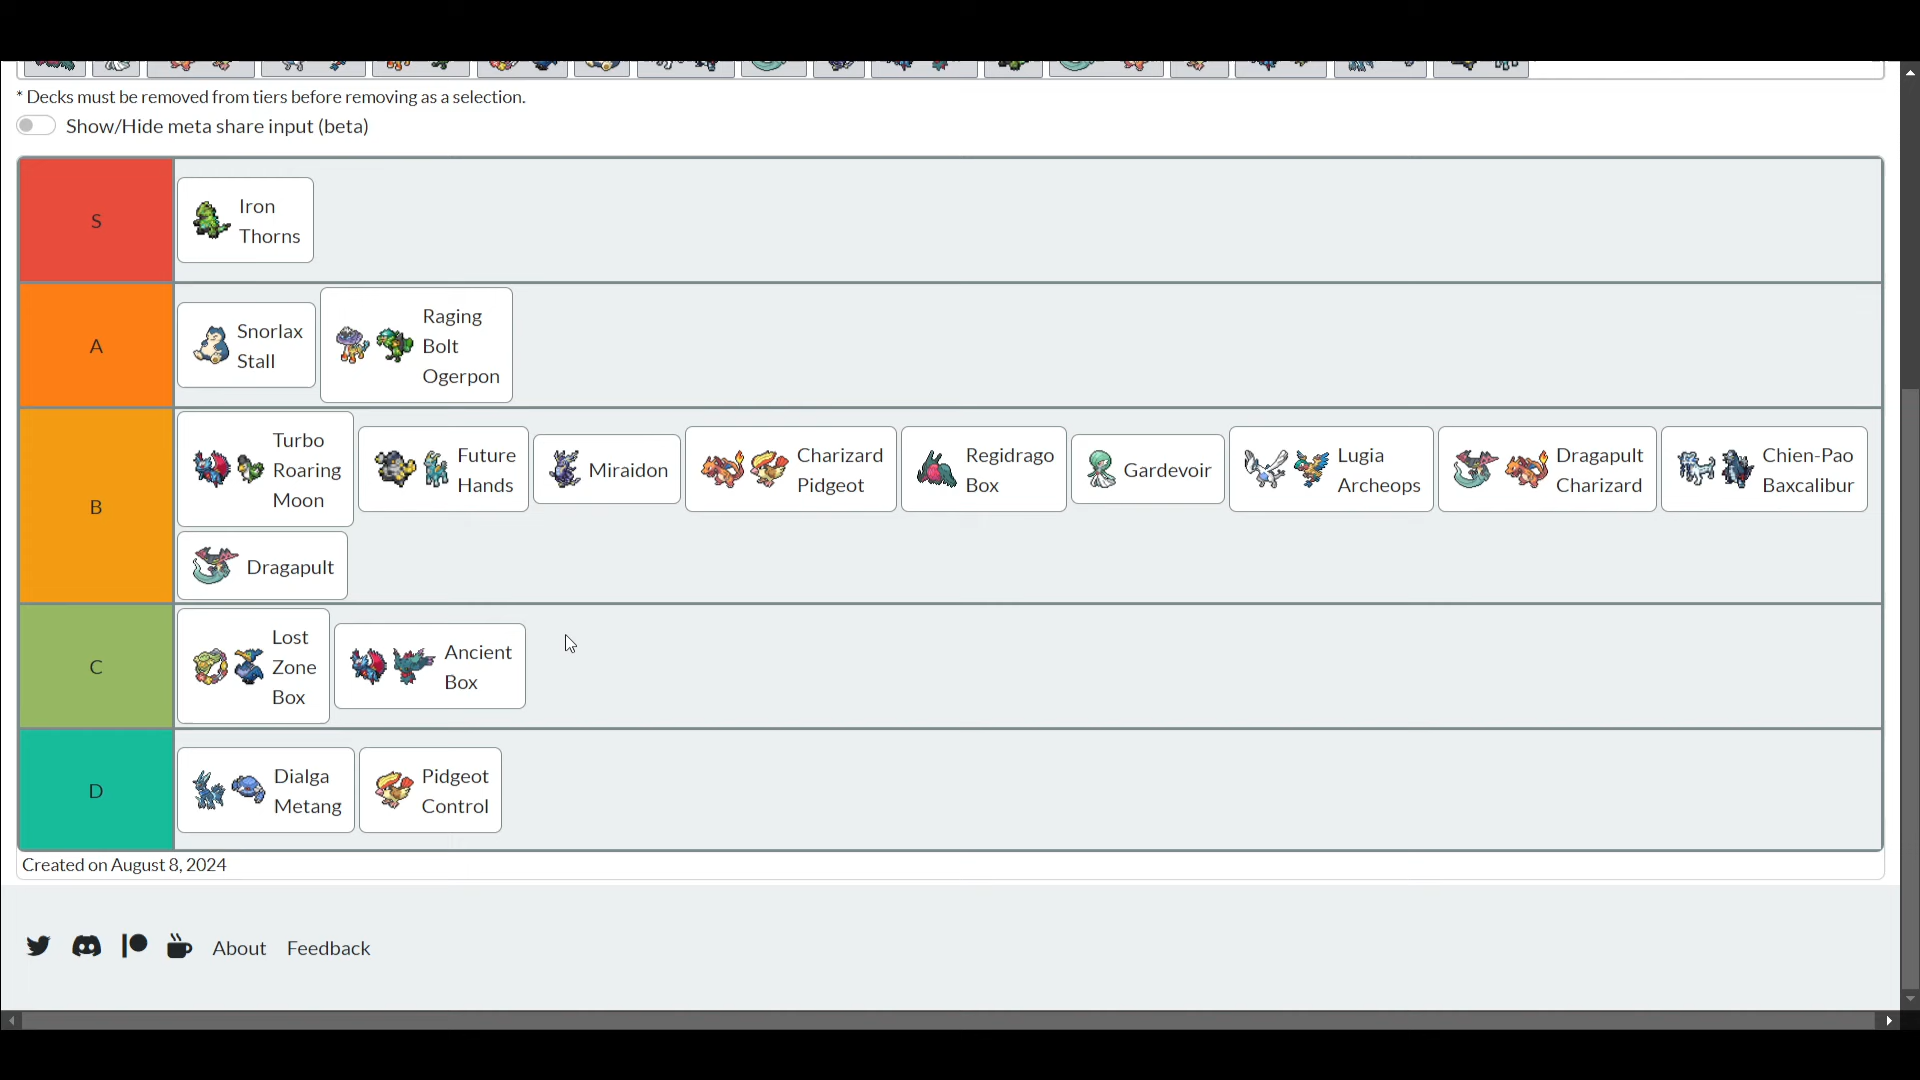 * Decks must be removed from tiers before removing as a selection.
Show/Hide meta share input (beta)
S
Iron
Thorns
A
Snorlax
Stall
Raging
Bolt
Ogerpon
B
Turbo
Roaring
Moon
Future
Hands
Miraidon
Charizard
Pidgeot
Regidrago
Box
Gardevoir
Lugia
Archeops
Dragapult
Charizard
Chien-Pao
Baxcalibur
Dragapult
C
Lost
Zone
Box
Ancient
Box
D
Dialga
Metang
Pidgeot
Control
Created on August 8, 2024
About
Feedback